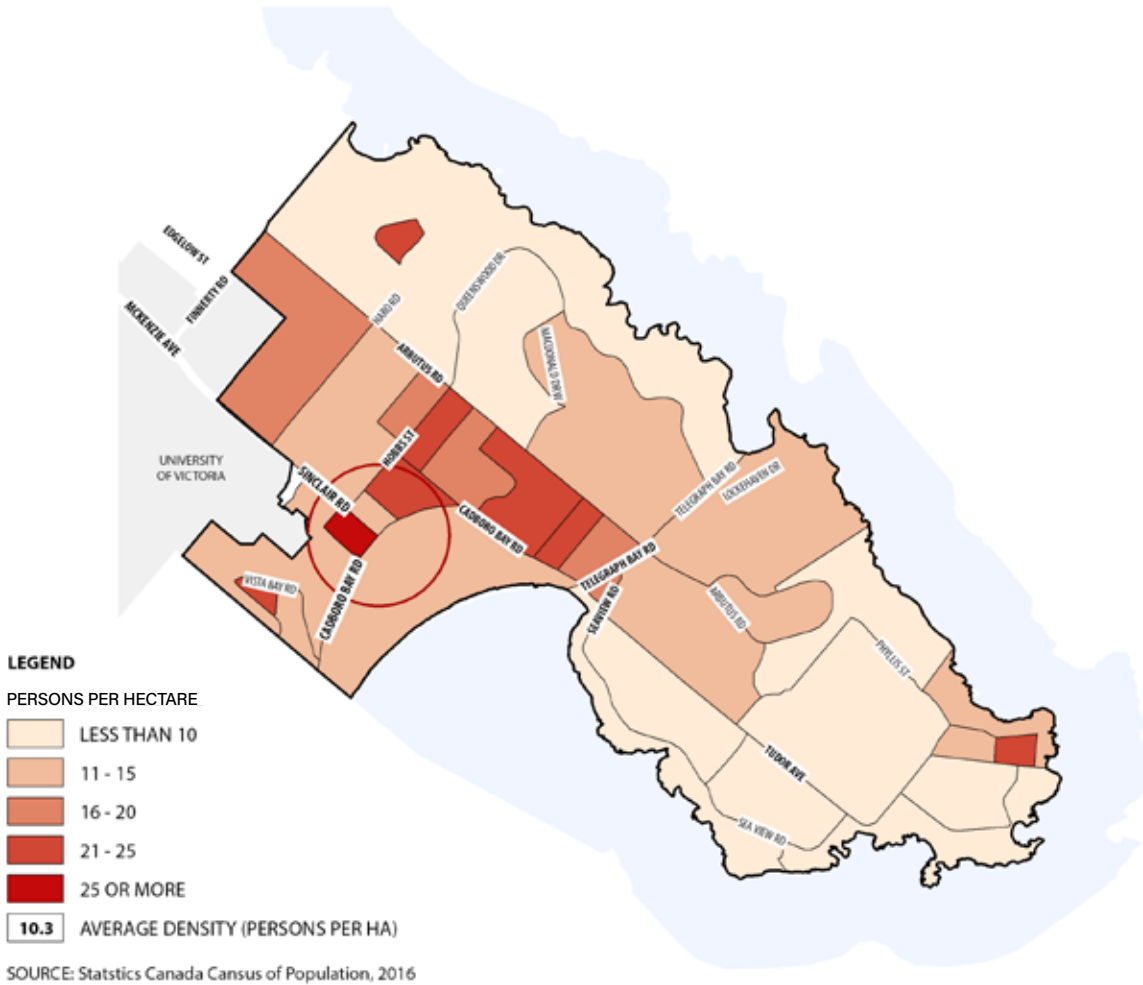 EDGELOW ST
FINNERTY RD
MCKENZIE AVE
HARO RD
QUEENSWOOD DR
ARBUTUS RD
MACDONALD DR W
HOBBS ST
UNIVERSITY
OF VICTORIA
SINCLAIR RD
TELEGRAPH BAY RD
LOCKEHAVEN DR
CADBORO BAY RD
TELEGRAPH BAY RD
VISTA BAY RD
CADBORO BAY RD
SEAVIEW RD
ARBUTUS RD
PHYLLIS ST
TUDOR AVE
SEA VIEW RD
LEGEND
PERSONS PER HECTARE
LESS THAN 10
11 - 15
16 - 20
21 - 25
25 OR MORE
10.3 AVERAGE DENSITY (PERSONS PER HA)
SOURCE: Statstics Canada Cansus of Population, 2016